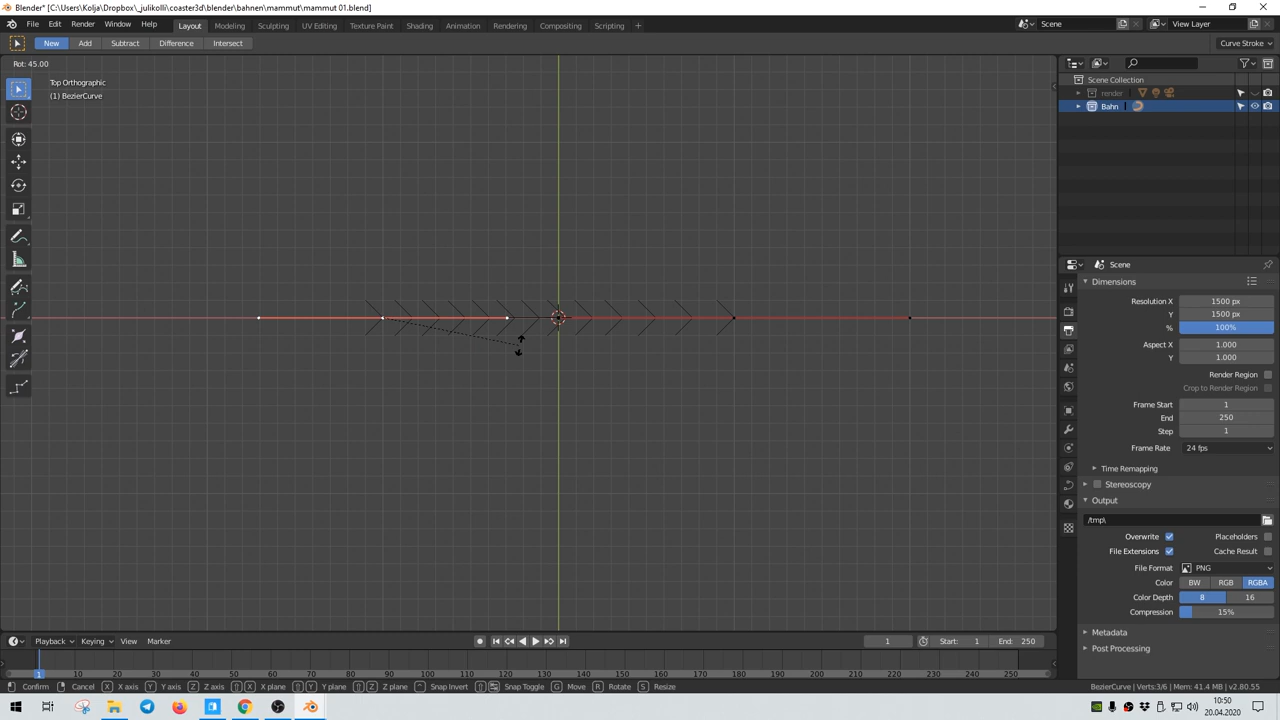 Blender* [C:\Users\Kolja\Dropbox\_julikolli\coaster3d\blender\bahnen\mammut\mammut 01.blend]
File Edit Render Window Help Layout Modeling Sculpting UV Editing Texture Paint Shading Animation Rendering Compositing Scripting + Scene View Layer
New Add Subtract Difference Intersect Curve Stroke
Rot: 45.00
Top Orthographic
(1) BezierCurve
Scene Collection
render
Bahn
Scene
Dimensions
Resolution X 1500 px
Y 1500 px
% 100%
Aspect X 1.000
Y 1.000
Render Region
Crop to Render Region
Frame Start 1
End 250
Step 1
Frame Rate 24 fps
Time Remapping
Stereoscopy
Output
/tmp\
Overwrite Placeholders
File Extensions Cache Result
File Format PNG
Color BW RGB RGBA
Color Depth 8 16
Compression 15%
Metadata
Post Processing
Playback Keying View Marker 1 Start: 1 End: 250
1 10 20 30 40 50 60 70 80 90 100 110 120 130 140 150 160 170 180 190 200 210 220 230 240 250
Confirm Cancel X X axis Y Y axis Z Z axis X X plane Y Y plane Z Z plane Snap Invert Snap Toggle G Move R Rotate S Resize BezierCurve | Verts:3/6 | Mem: 41.4 MB | v2.80.55
10:50
20.04.2020